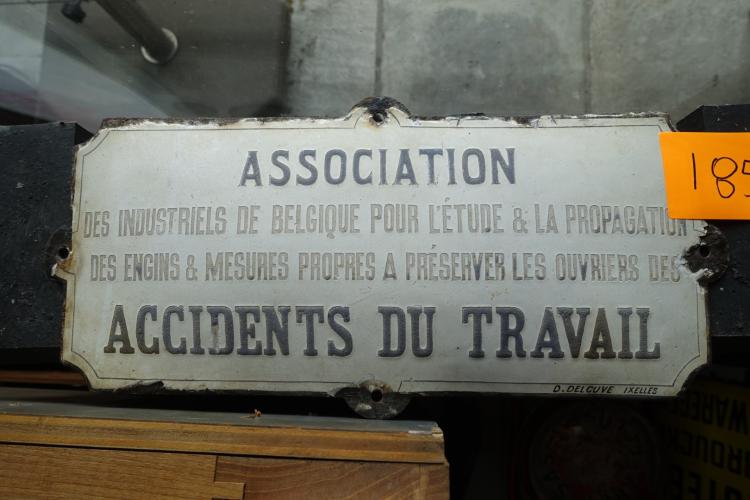 ASSOCIATION
DES INDUSTRIELS DE BELGIQUE POUR L'ÉTUDE & LA PROPAGATION
DES ENGINS & MESURES PROPRES A PRÉSERVER LES OUVRIERS DES
ACCIDENTS DU TRAVAIL
D. DELCUVE IXELLES